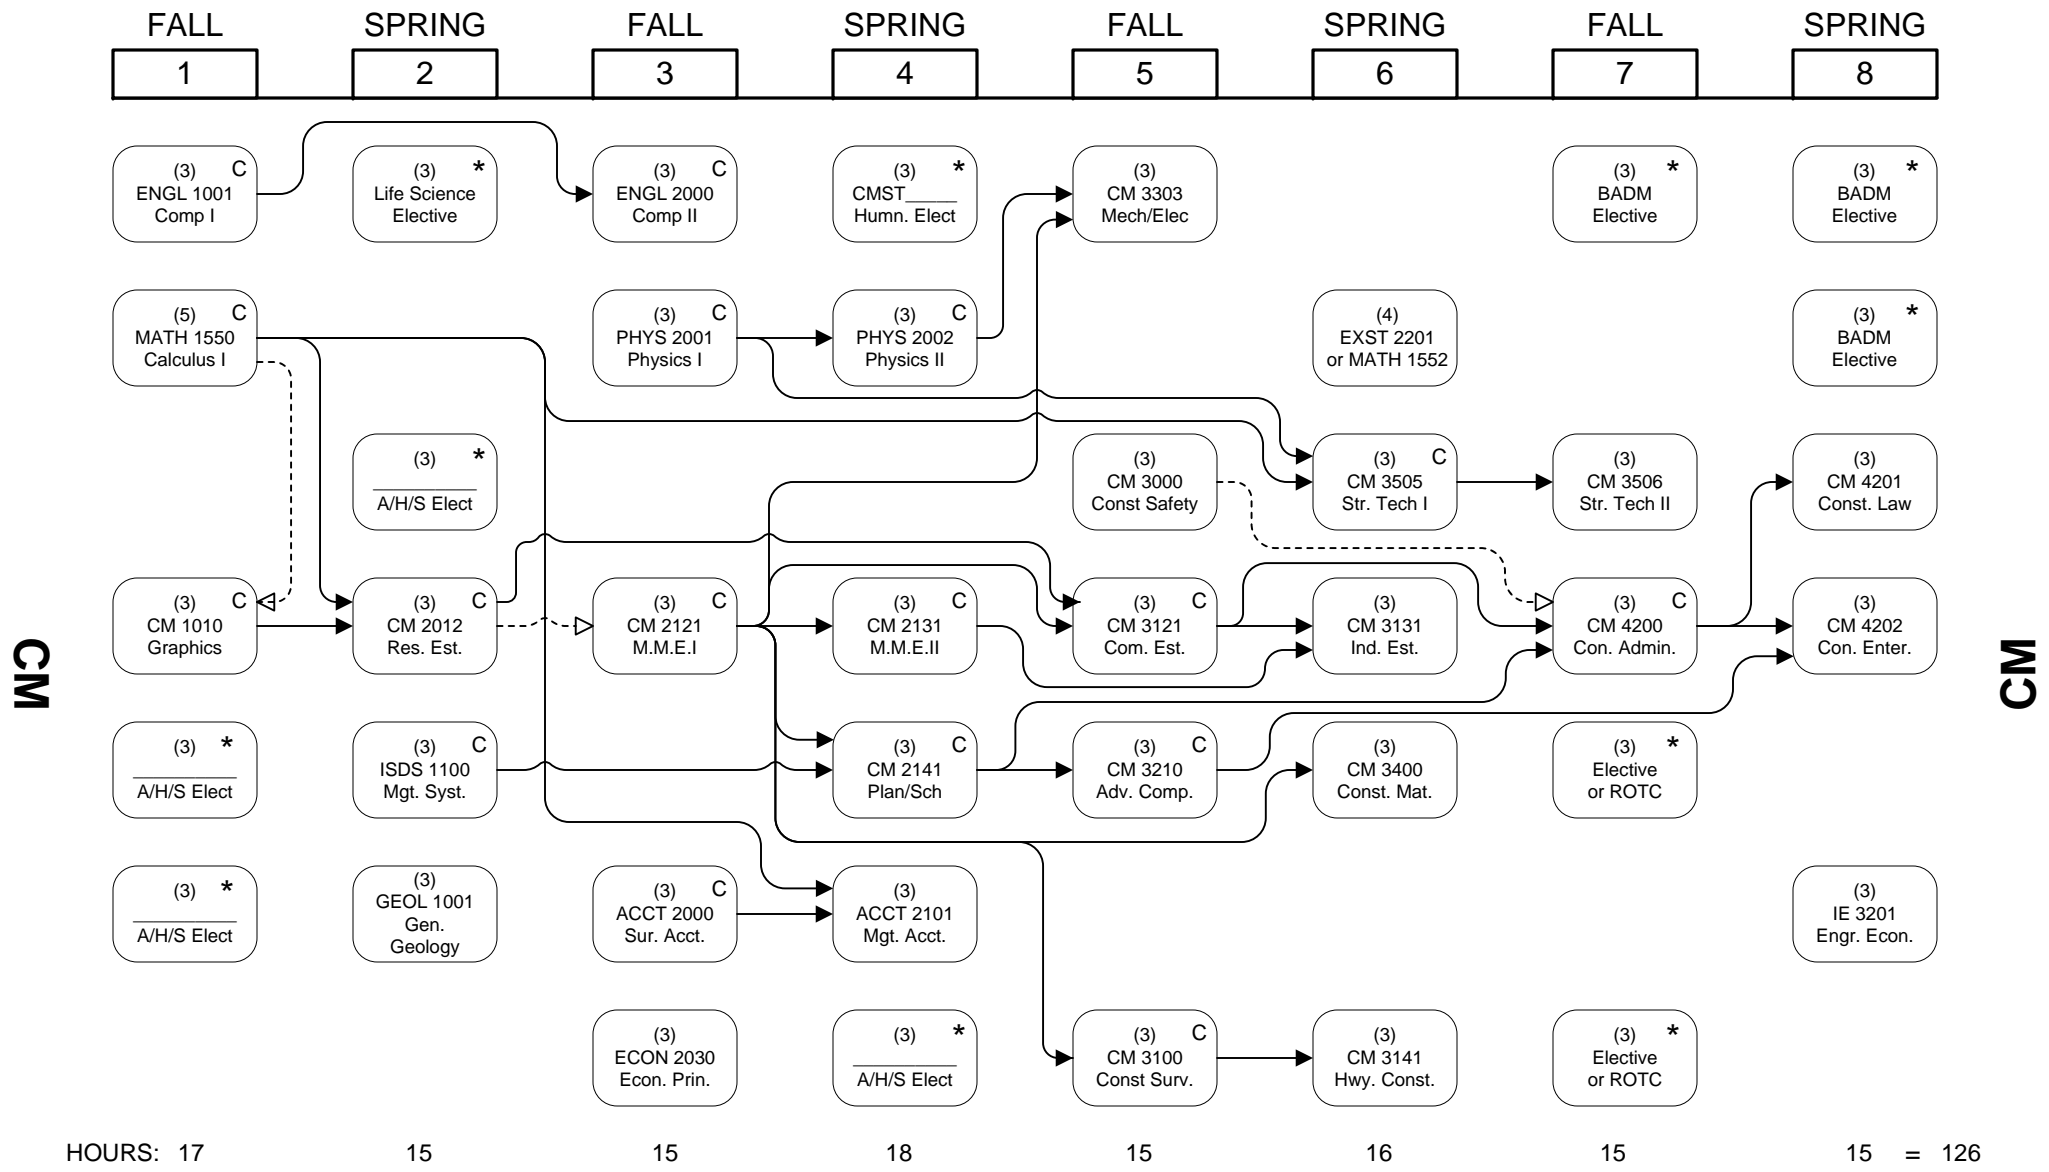 FALL SPRING FALL SPRING FALL SPRING FALL SPRING
1 2 3 4 5 6 7 8
(3) C
ENGL 1001
Comp I
(3) *
Life Science
Elective
(3) C
ENGL 2000
Comp II
(3) *
CMST_____
Humn. Elect
(3)
CM 3303
Mech/Elec
(3) *
BADM
Elective
(3) *
BADM
Elective
(5) C
MATH 1550
Calculus I
(3) C
PHYS 2001
Physics I
(3) C
PHYS 2002
Physics II
(4)
EXST 2201
or MATH 1552
(3) *
BADM
Elective
(3) *
A/H/S Elect
(3)
CM 3000
Const Safety
(3) C
CM 3505
Str. Tech I
(3)
CM 3506
Str. Tech II
(3)
CM 4201
Const. Law
(3) C
CM 1010
Graphics
(3) C
CM 2012
Res. Est.
(3) C
CM 2121
M.M.E.I
(3) C
CM 2131
M.M.E.II
(3) C
CM 3121
Com. Est.
(3)
CM 3131
Ind. Est.
(3) C
CM 4200
Con. Admin.
(3)
CM 4202
Con. Enter.
CM
CM
(3) *
A/H/S Elect
(3) C
ISDS 1100
Mgt. Syst.
(3) C
CM 2141
Plan/Sch
(3) C
CM 3210
Adv. Comp.
(3)
CM 3400
Const. Mat.
(3) *
Elective
or ROTC
(3) *
A/H/S Elect
(3)
GEOL 1001
Gen.
Geology
(3) C
ACCT 2000
Sur. Acct.
(3)
ACCT 2101
Mgt. Acct.
(3)
IE 3201
Engr. Econ.
(3)
ECON 2030
Econ. Prin.
(3) *
A/H/S Elect
(3) C
CM 3100
Const Surv.
(3)
CM 3141
Hwy. Const.
(3) *
Elective
or ROTC
HOURS: 17 15 15 18 15 16 15 15 = 126